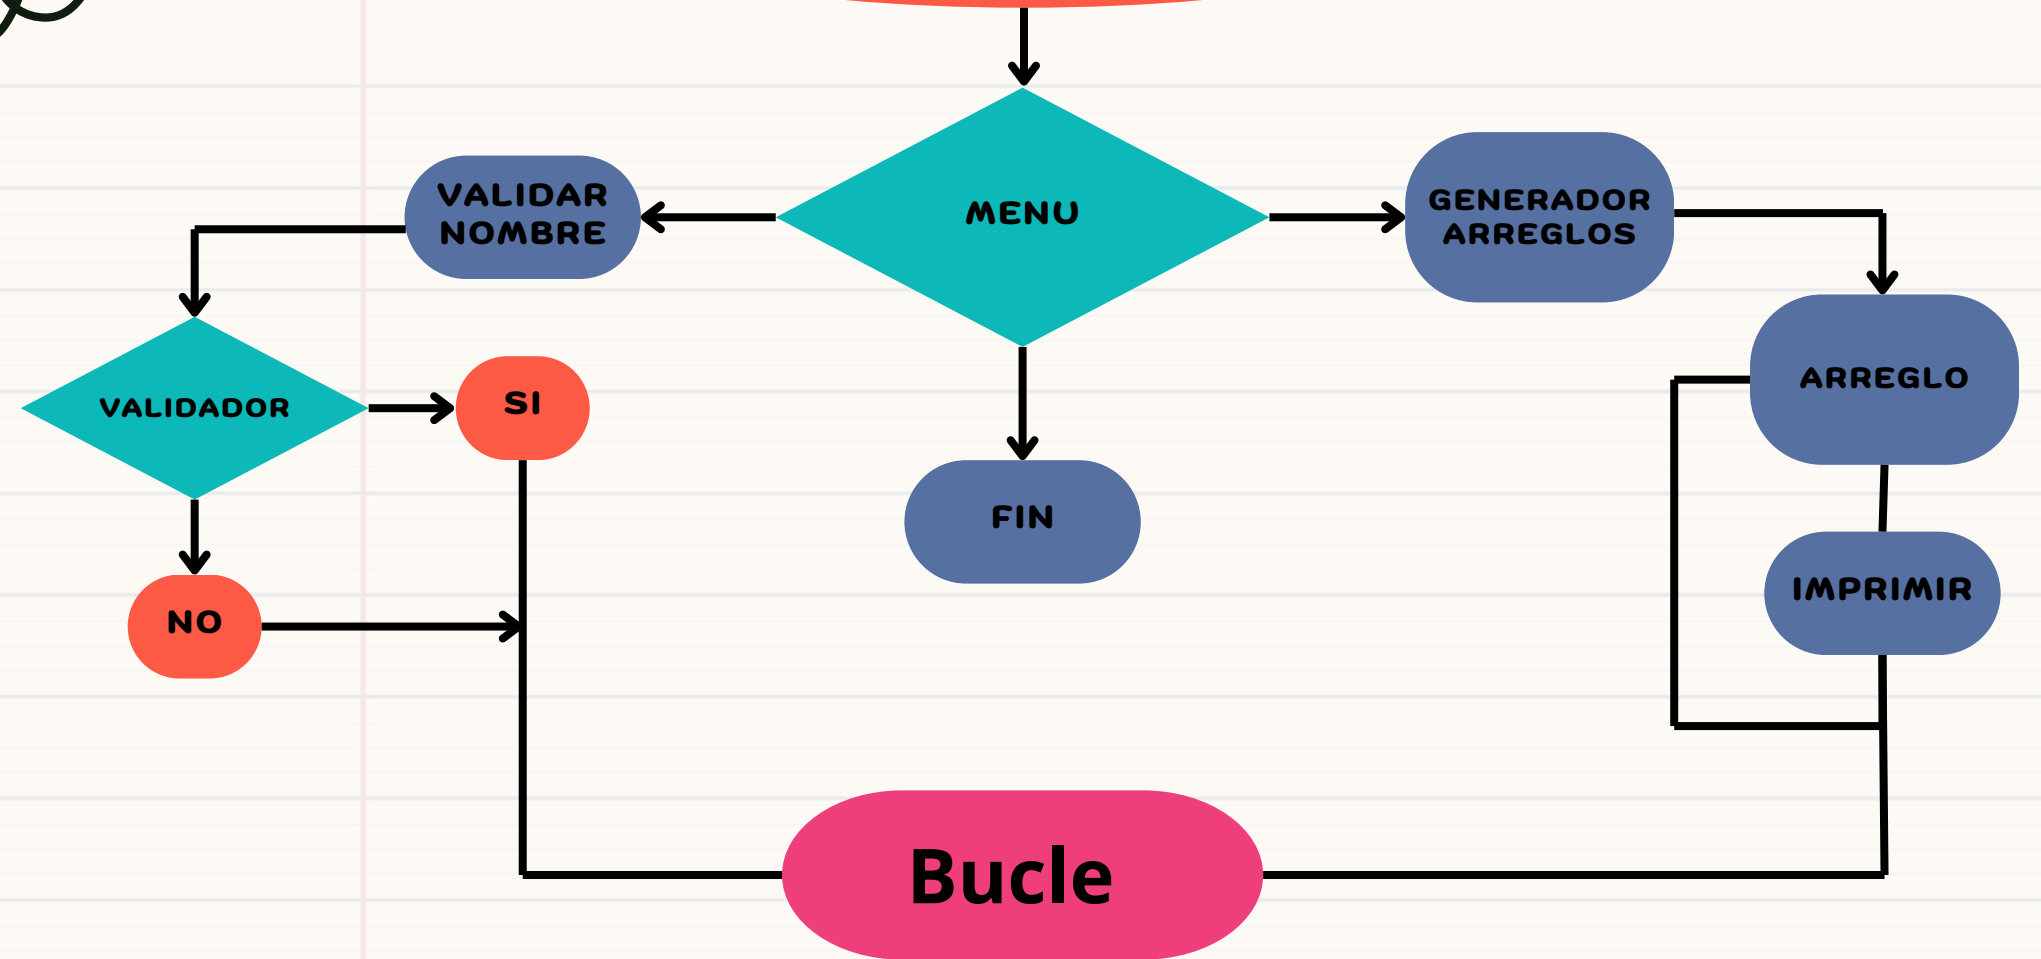 MENU
VALIDAR
NOMBRE
GENERADOR
ARREGLOS
VALIDADOR
SI
ARREGLO
FIN
IMPRIMIR
NO
Bucle